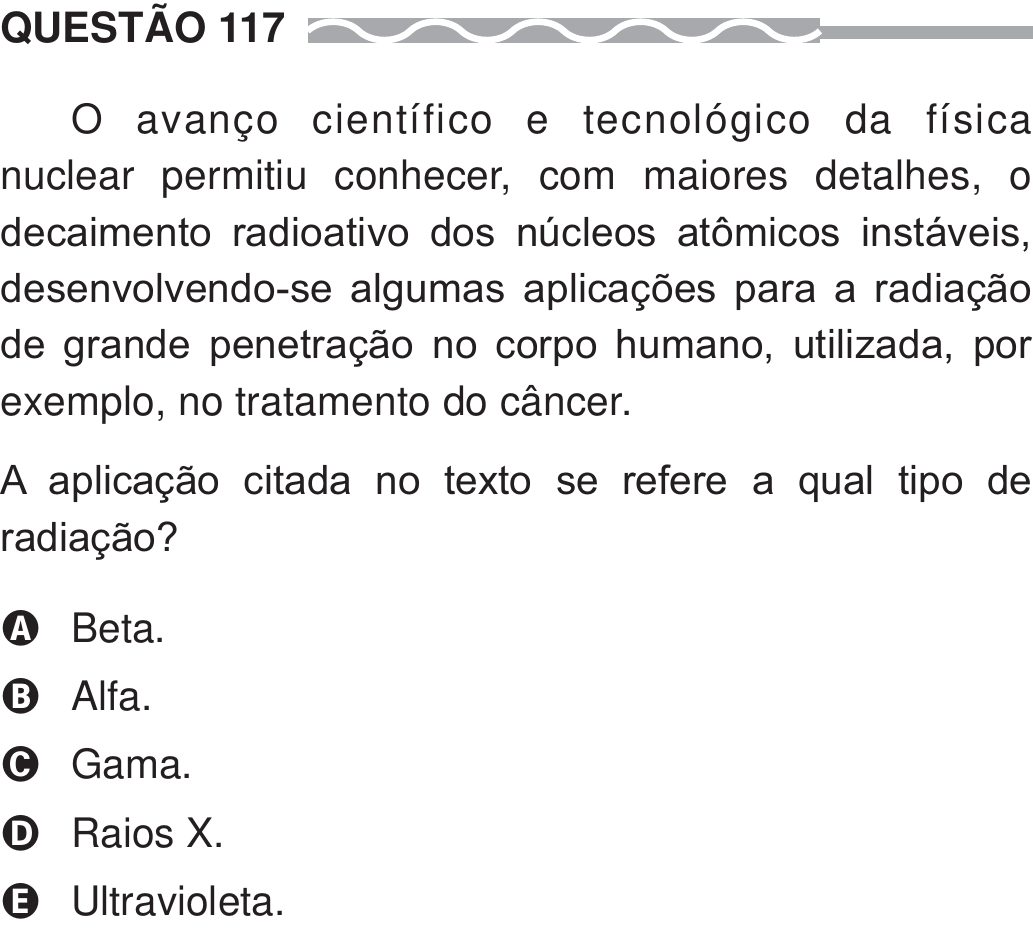 QUESTÃO 117
O avanço científico e tecnológico da física
nuclear permitiu conhecer, com maiores detalhes, o
decaimento radioativo dos núcleos atômicos instáveis,
desenvolvendo-se algumas aplicações para a radiação
de grande penetração no corpo humano, utilizada, por
exemplo, no tratamento do câncer.
A aplicação citada no texto se refere a qual tipo de
radiação?
A Beta.
B Alfa.
C Gama.
D Raios X.
E Ultravioleta.